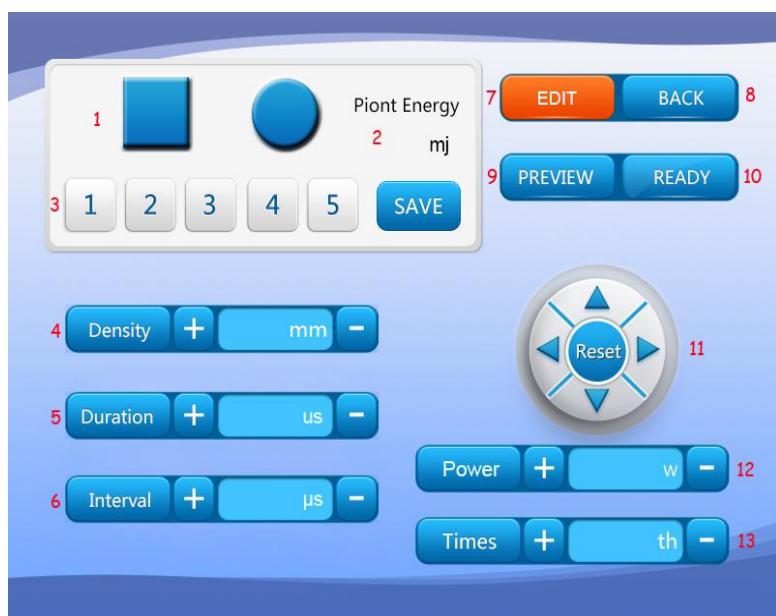 1
Piont Energy
2
mj
3 1 2 3 4 5 SAVE
7 EDIT BACK 8
9 PREVIEW READY 10
4 Density + mm -
5 Duration + us -
6 Interval + µs -
Reset 11
Power + w - 12
Times + th - 13